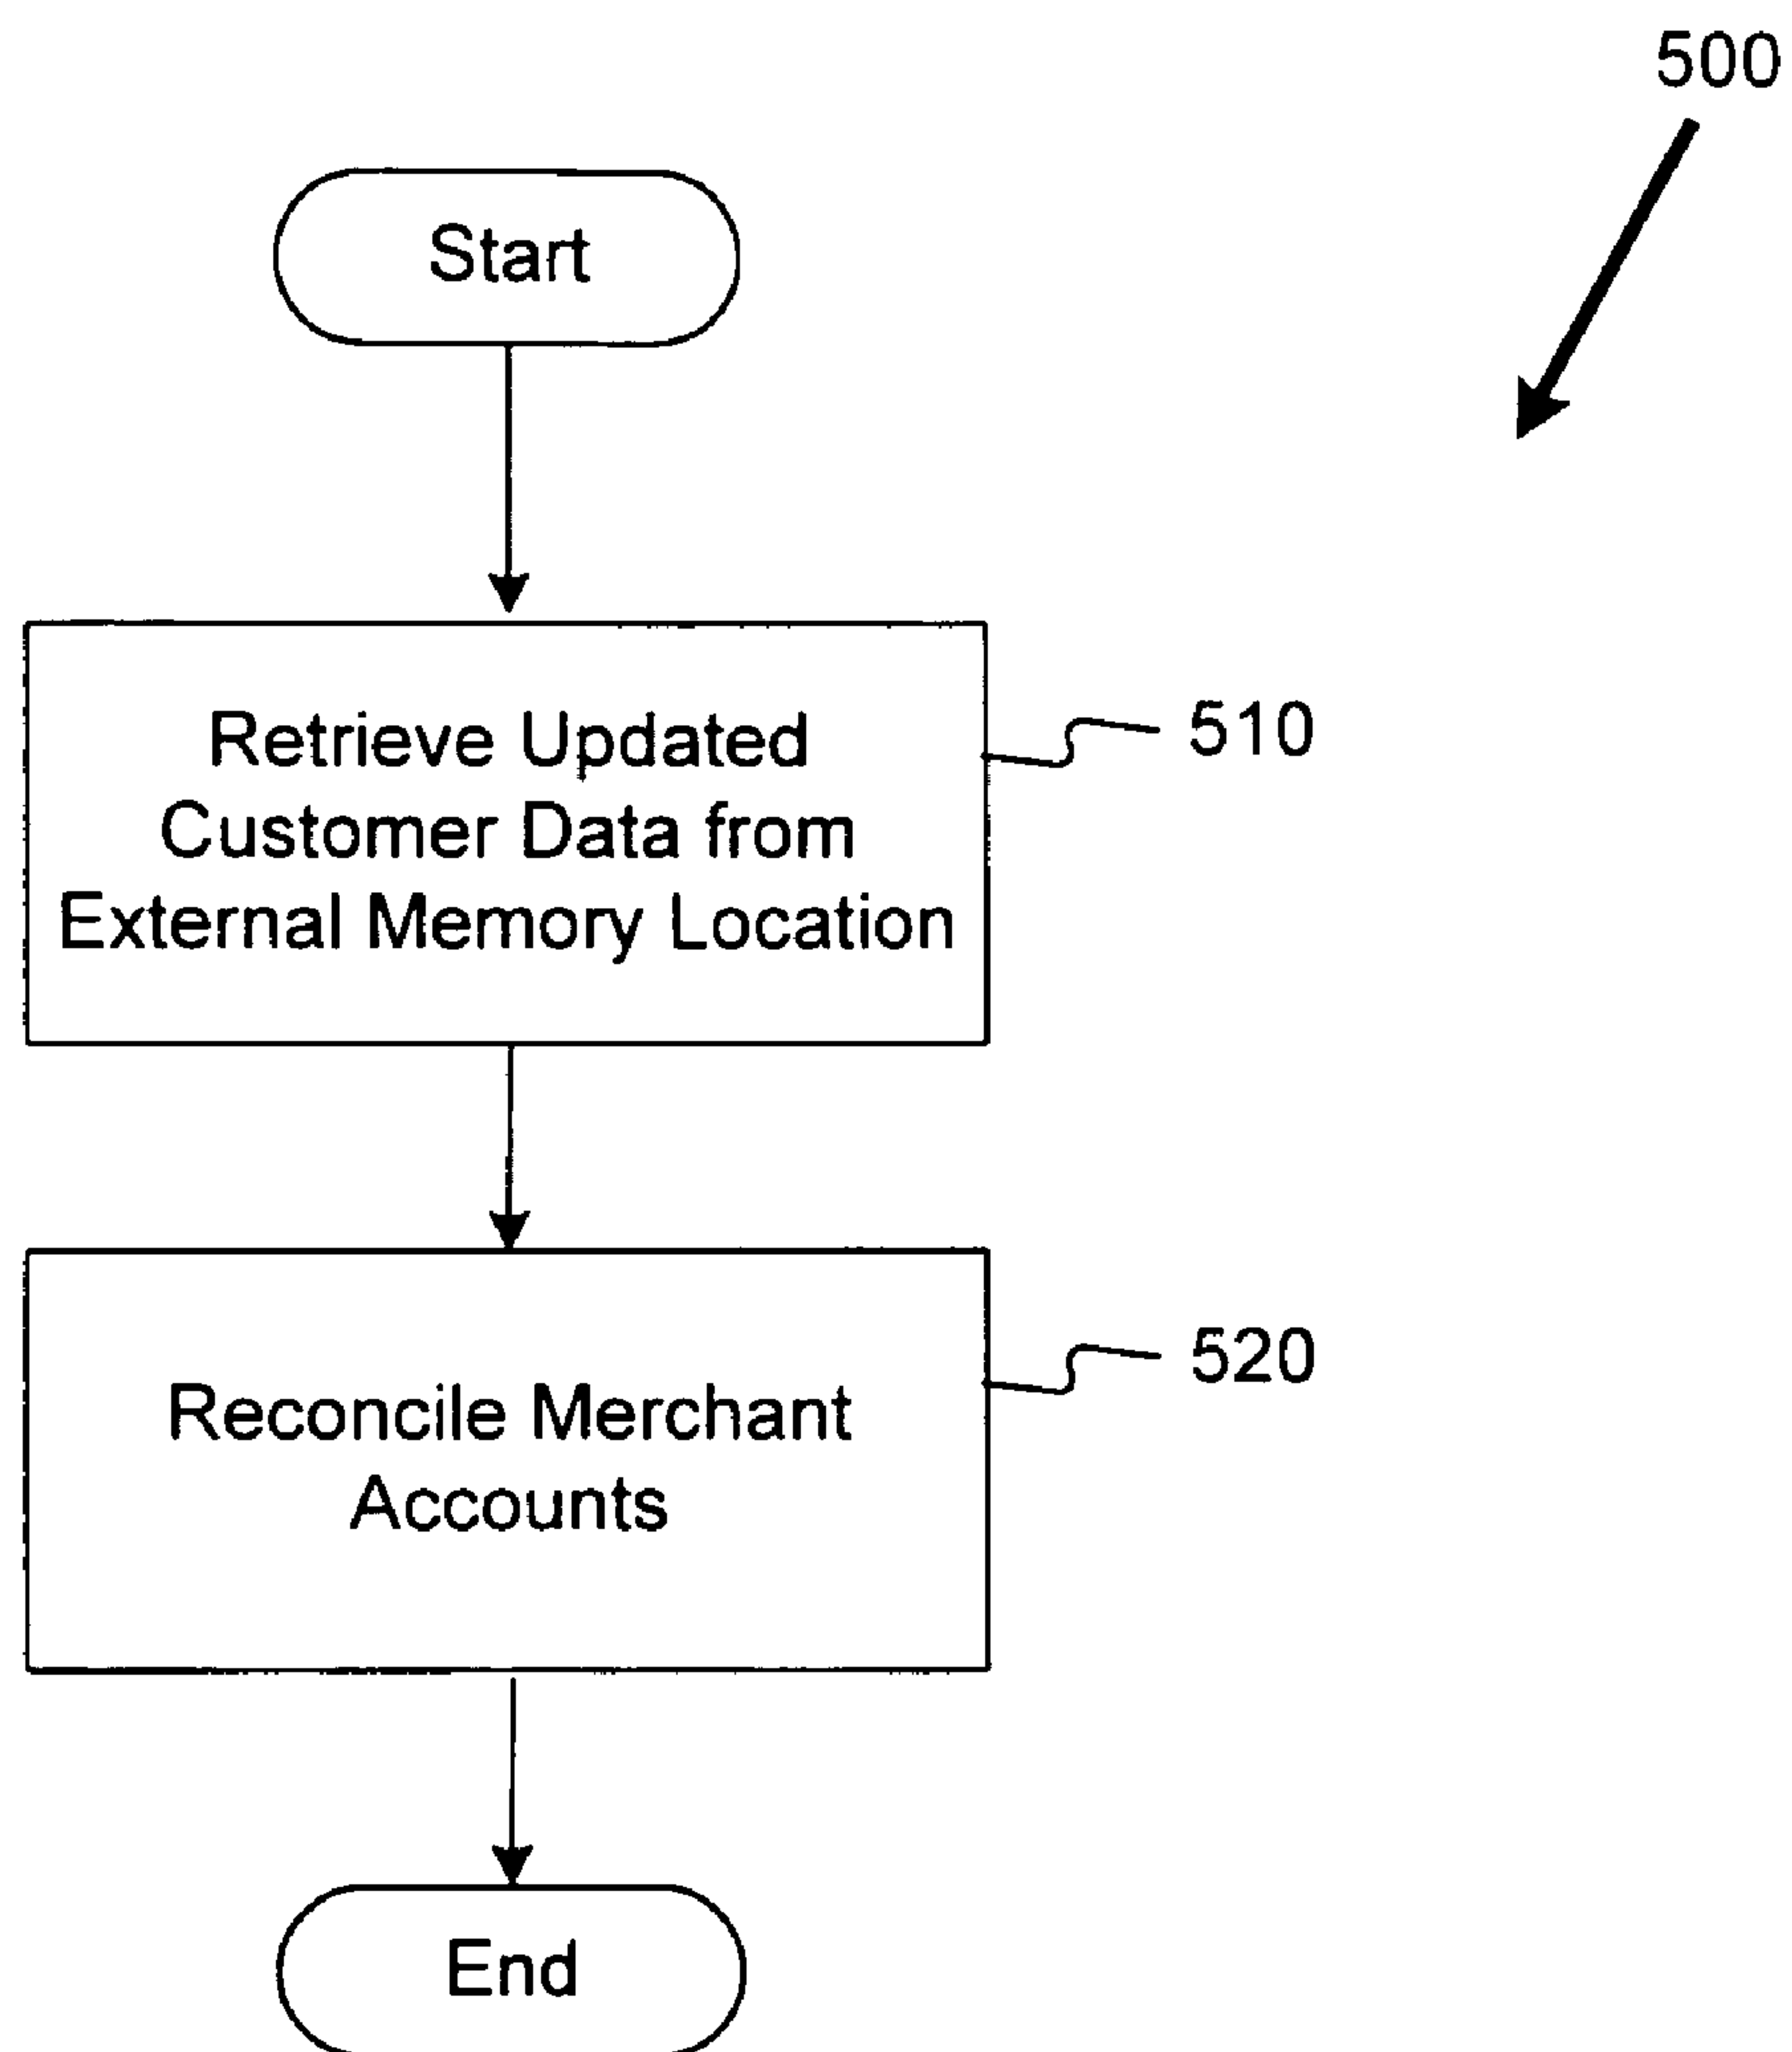 500
Start
Retrieve Updated
Customer Data from
External Memory Location
510
Reconcile Merchant
Accounts
520
End